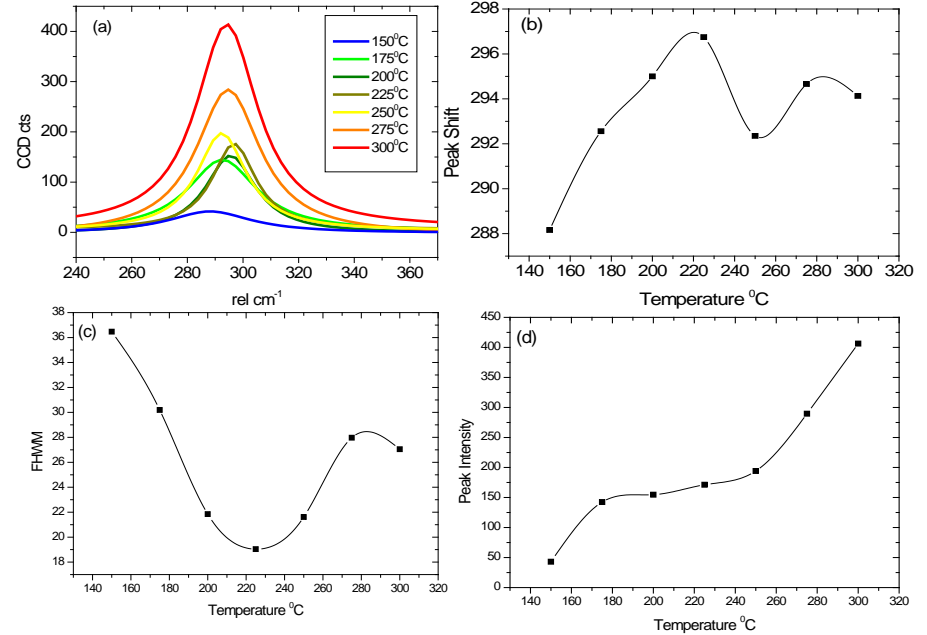 (a)
400
300
200
100
0
CCD cts
150⁰C
175⁰C
200⁰C
225⁰C
250⁰C
275⁰C
300⁰C
240 260 280 300 320 340 360
rel cm⁻¹
(b)
298
296
294
292
290
288
Peak Shift
140 160 180 200 220 240 260 280 300 320
Temperature ⁰C
(c)
38
36
34
32
30
28
26
24
22
20
18
FHWM
140 160 180 200 220 240 260 280 300 320
Temperature ⁰C
(d)
450
400
350
300
250
200
150
100
50
0
Peak Intensity
140 160 180 200 220 240 260 280 300 320
Temperature ⁰C